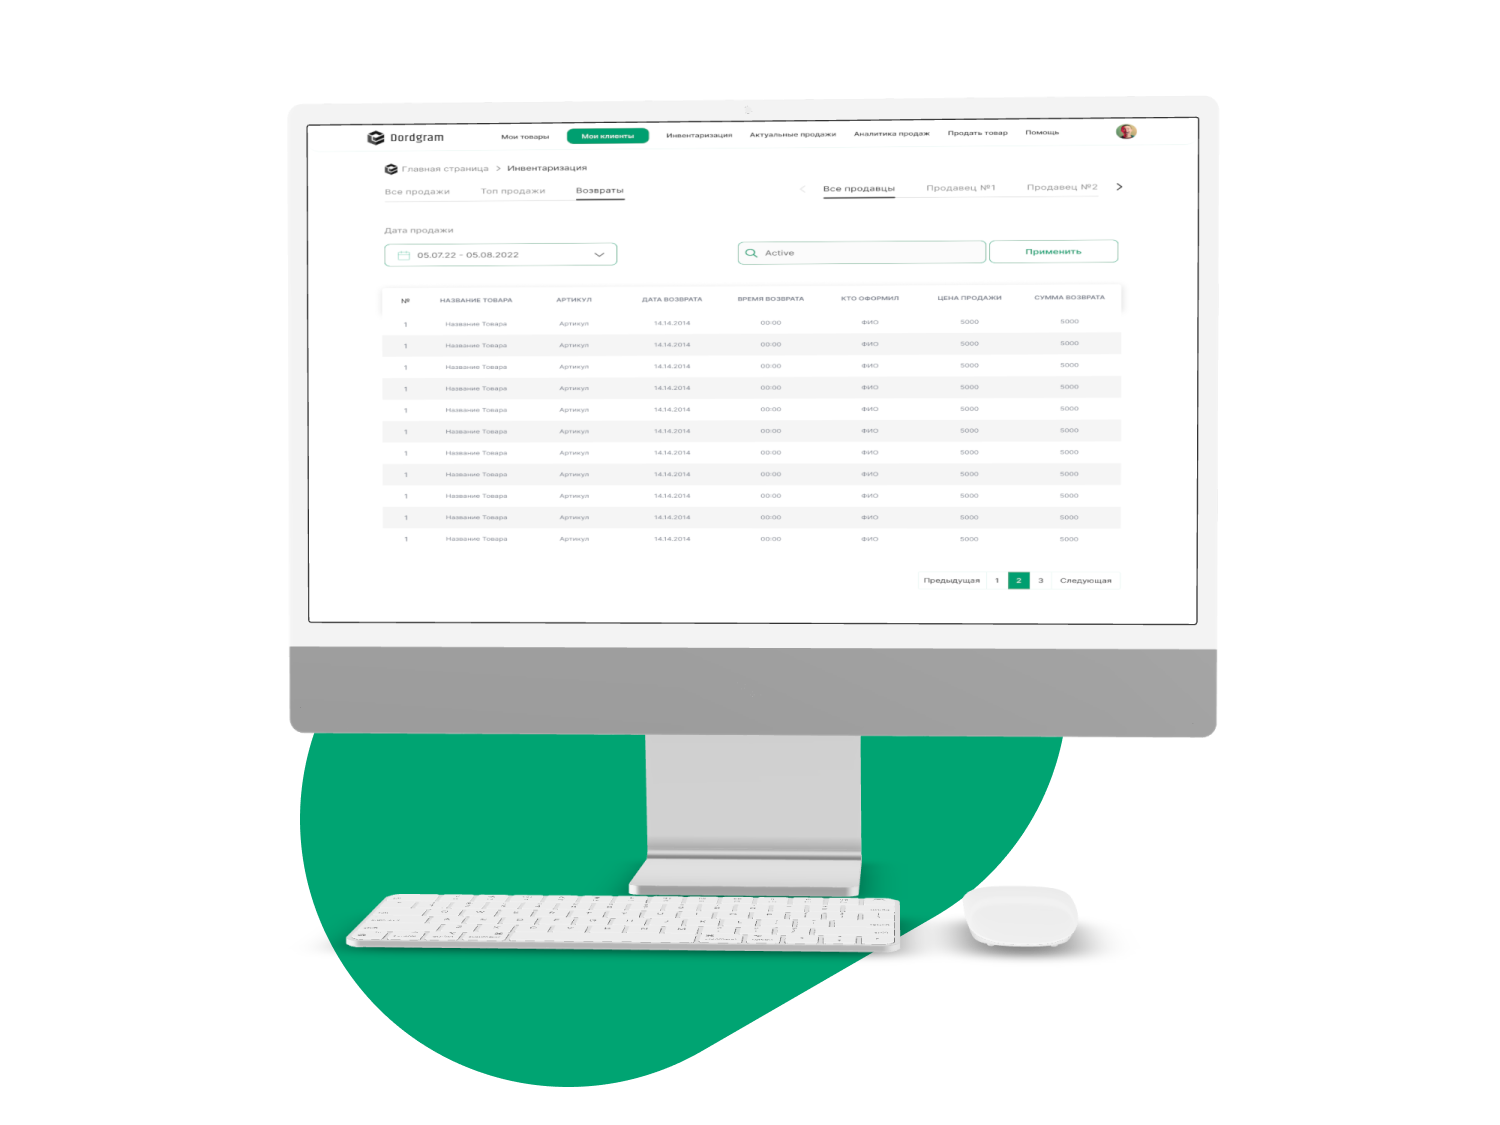 Dordgram Мои товары Мои клиенты Инвентаризация Актуальные продажи Аналитика продаж Продать товар Помощь
Главная страница > Инвентаризация
Все продажи Топ продажи Возвраты Все продавцы Продавец №1 Продавец №2
Дата продажи
05.07.22 - 05.08.2022 Active Применить
№ НАЗВАНИЕ ТОВАРА АРТИКУЛ ДАТА ВОЗВРАТА ВРЕМЯ ВОЗВРАТА КТО ОФОРМИЛ ЦЕНА ПРОДАЖИ СУММА ВОЗВРАТА
1 Название Товара Артикул 14.14.2014 00:00 ФИО 5000 5000
1 Название Товара Артикул 14.14.2014 00:00 ФИО 5000 5000
1 Название Товара Артикул 14.14.2014 00:00 ФИО 5000 5000
1 Название Товара Артикул 14.14.2014 00:00 ФИО 5000 5000
1 Название Товара Артикул 14.14.2014 00:00 ФИО 5000 5000
1 Название Товара Артикул 14.14.2014 00:00 ФИО 5000 5000
1 Название Товара Артикул 14.14.2014 00:00 ФИО 5000 5000
1 Название Товара Артикул 14.14.2014 00:00 ФИО 5000 5000
1 Название Товара Артикул 14.14.2014 00:00 ФИО 5000 5000
1 Название Товара Артикул 14.14.2014 00:00 ФИО 5000 5000
1 Название Товара Артикул 14.14.2014 00:00 ФИО 5000 5000
Предыдущая 1 2 3 Следующая